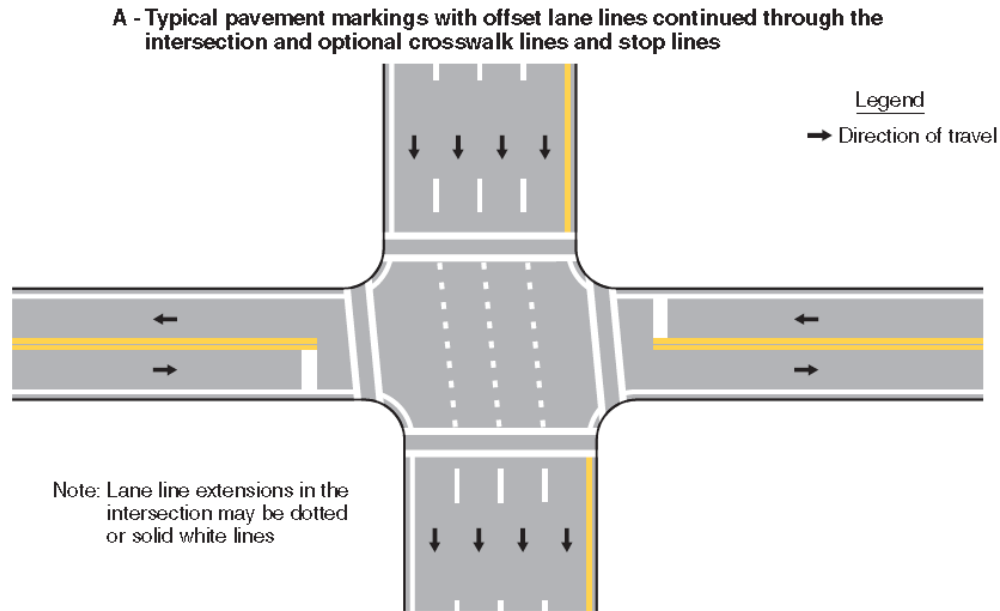 A - Typical pavement markings with offset lane lines continued through the
intersection and optional crosswalk lines and stop lines
Legend
Direction of travel
Note: Lane line extensions in the
intersection may be dotted
or solid white lines